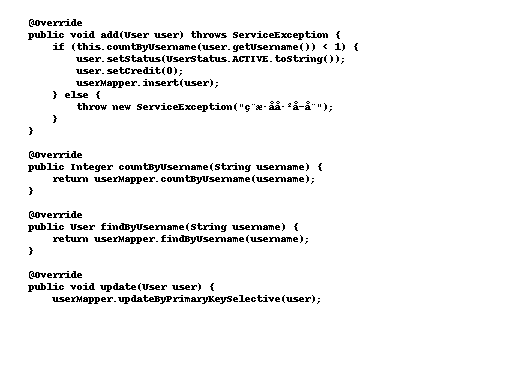 @Override
public void add(User user) throws ServiceException {
if (this.countByUsername(user.getUsername()) < 1) {
user.setStatus(UserStatus.ACTIVE.toString());
user.setCredit(0);
userMapper.insert(user);
} else {
throw new ServiceException("ç¨æ·åå·²å­å¨");
}
}
@Override
public Integer countByUsername(String username) {
return userMapper.countByUsername(username);
}
@Override
public User findByUsername(String username) {
return userMapper.findByUsername(username);
}
@Override
public void update(User user) {
userMapper.updateByPrimaryKeySelective(user);